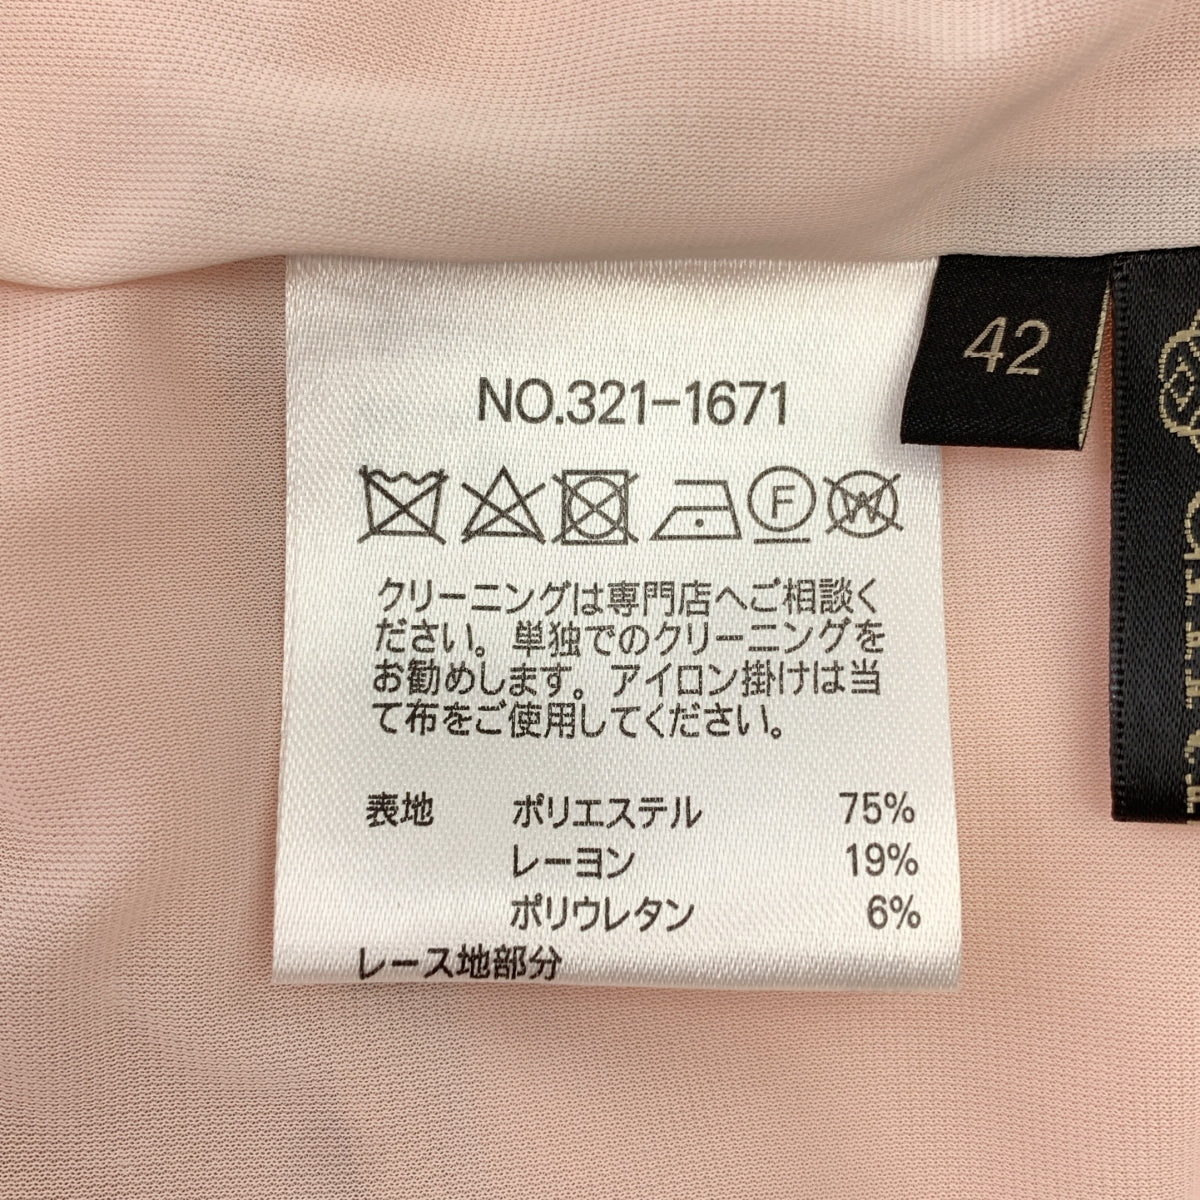 42
NO.321-1671
F
W
クリーニングは専門店へご相談く
ださい。単独でのクリーニングを
お勧めします。アイロン掛けは当
て布をご使用してください。
表地 ポリエステル 75%
レーヨン 19%
ポリウレタン 6%
レース地部分